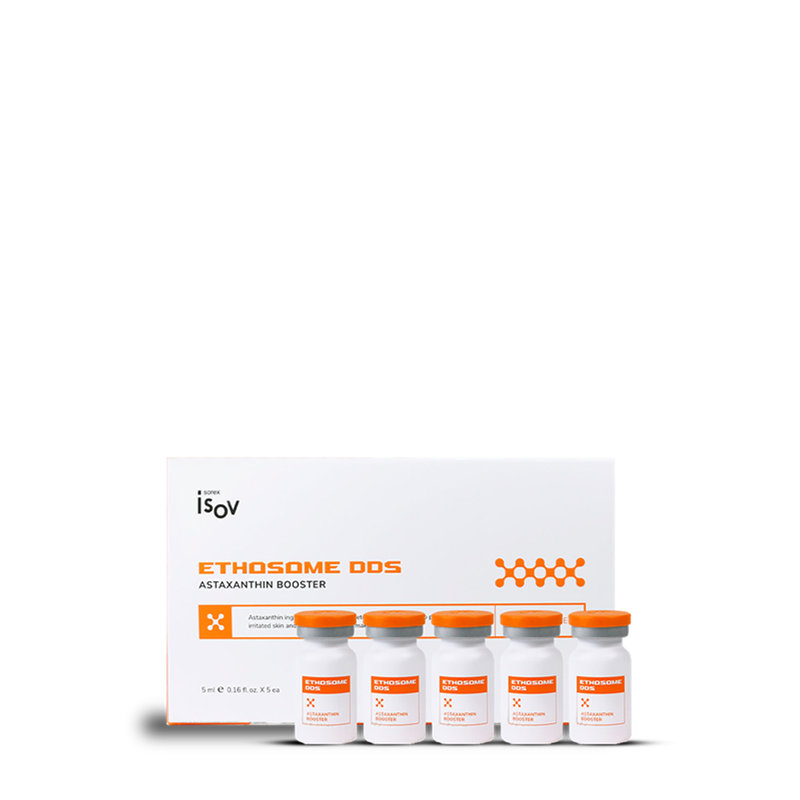 sorex
isov
ETHOSOME DDS
ASTAXANTHIN BOOSTER
Astaxanthin
irritated skin and
5 ml e 0.16 fl. oz. X 5 ea
ETHOSOME
DDS
ASTAXANTHIN
BOOSTER
ETHOSOME
DDS
ASTAXANTHIN
BOOSTER
ETHOSOME
DDS
ASTAXANTHIN
BOOSTER
ETHOSOME
DDS
ASTAXANTHIN
BOOSTER
ETHOSOME
DDS
ASTAXANTHIN
BOOSTER